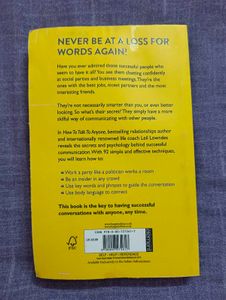 NEVER BE AT A LOSS FOR
WORDS AGAIN!
Have you ever admired those successful people who
seem to have it all? You see them chatting confidently
at social parties and business meetings. They're the
ones with the best jobs, nicest partners and the most
interesting friends.
They're not necessarily smarter than you, or even better
looking. So what's their secret? They simply have a more
skilful way of communicating with other people.
In How To Talk To Anyone, bestselling relationships author
and internationally renowned life coach Leil Lowndes
reveals the secrets and psychology behind successful
communication. With 92 simple and effective techniques,
you will learn how to:
• Work a party like a politician works a room
• Be an insider in any crowd
• Use key words and phrases to guide the conversation
• Use body language to connect
This book is the key to having successful
conversations with anyone, any time.
FSC
ISBN
SELF-HELP / REFERENCE